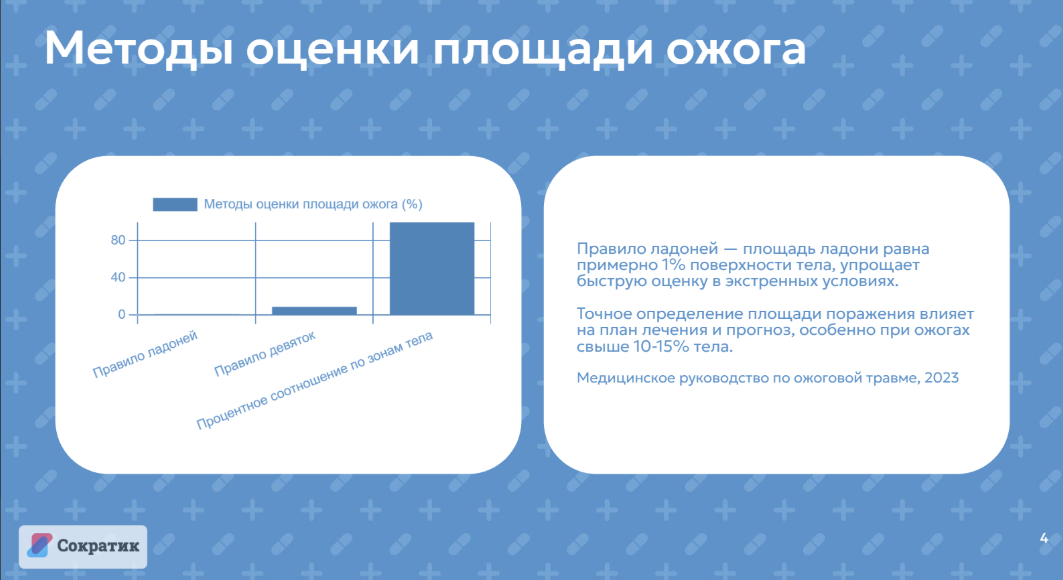 Методы оценки площади ожога
Методы оценки площади ожога (%)
80
40
0
Правило ладоней
Правило девяток
Процентное соотношение по зонам тела
Правило ладоней — площадь ладони равна
примерно 1% поверхности тела, упрощает
быструю оценку в экстренных условиях.
Точное определение площади поражения влияет
на план лечения и прогноз, особенно при ожогах
свыше 10-15% тела.
Медицинское руководство по ожоговой травме, 2023
Сократик
4